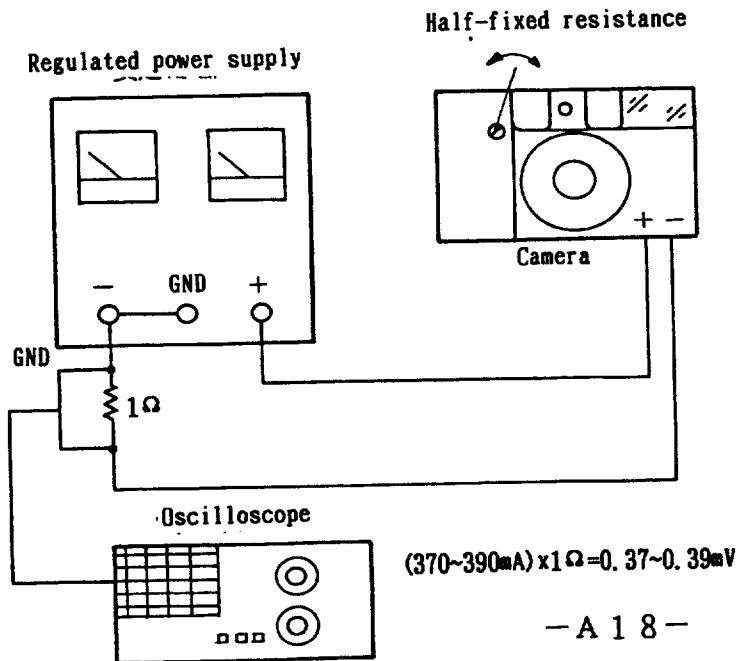 Half-fixed resistance
Regulated power supply
+ −
Camera
− GND +
GND
1Ω
Oscilloscope
(370~390mA)x1Ω=0.37~0.39mV
−A18−